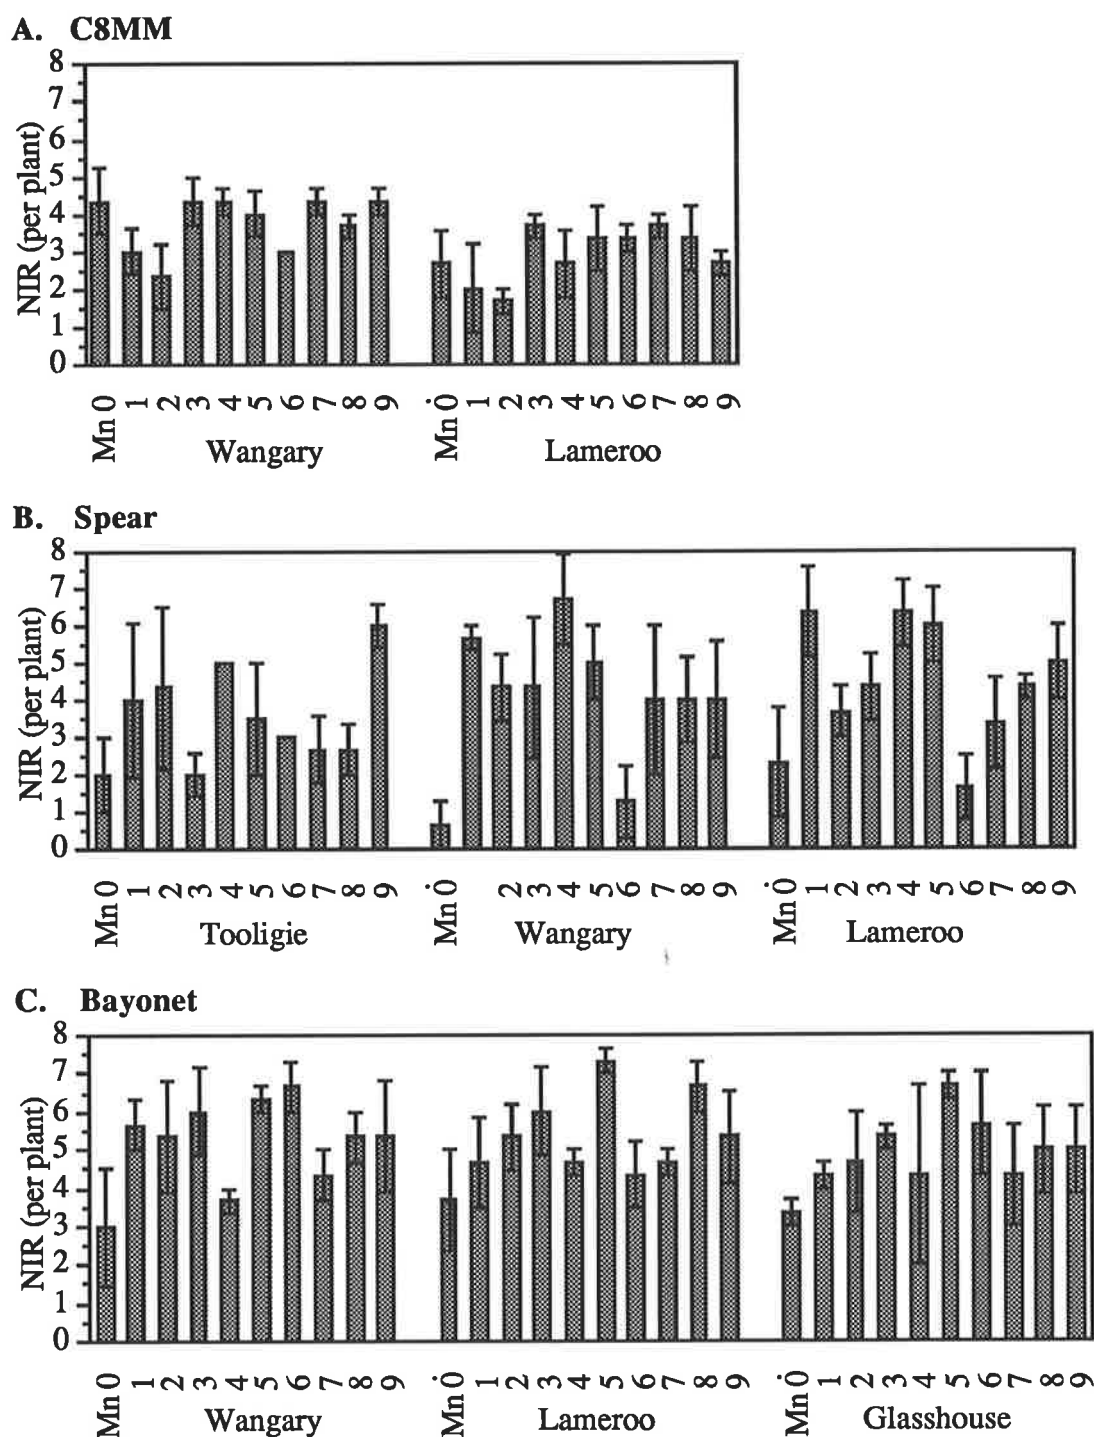 A. C8MM
NIR (per plant)
8
7
6
5
4
3
2
1
0
Mn 0 1 2 3 4 5 6 7 8 9 Mn 0 1 2 3 4 5 6 7 8 9
Wangary Lameroo
B. Spear
NIR (per plant)
8
7
6
5
4
3
2
1
0
Mn 0 1 2 3 4 5 6 7 8 9 Mn 0 2 3 4 5 6 7 8 9 Mn 0 1 2 3 4 5 6 7 8 9
Tooligie Wangary Lameroo
C. Bayonet
NIR (per plant)
8
7
6
5
4
3
2
1
0
Mn 0 1 2 3 4 5 6 7 8 9 Mn 0 1 2 3 4 5 6 7 8 9 Mn 0 1 2 3 4 5 6 7 8 9
Wangary Lameroo Glasshouse